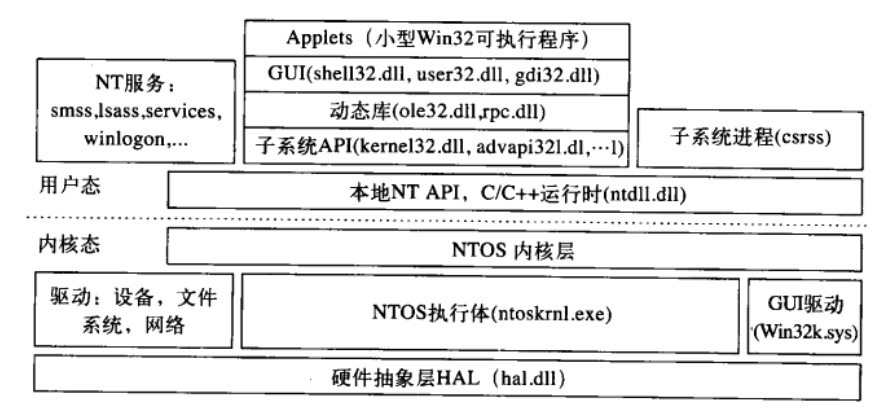 Applets（小型Win32可执行程序）
GUI(shell32.dll, user32.dll, gdi32.dll)
动态库(ole32.dll,rpc.dll)
子系统API(kernel32.dll, advapi32l.dl,…l)
NT服务：
smss,lsass,services,
winlogon,...
子系统进程(csrss)
用户态
本地NT API，C/C++运行时(ntdll.dll)
内核态
NTOS 内核层
驱动：设备，文件
系统，网络
NTOS执行体(ntoskrnl.exe)
GUI驱动
(Win32k.sys)
硬件抽象层HAL（hal.dll）